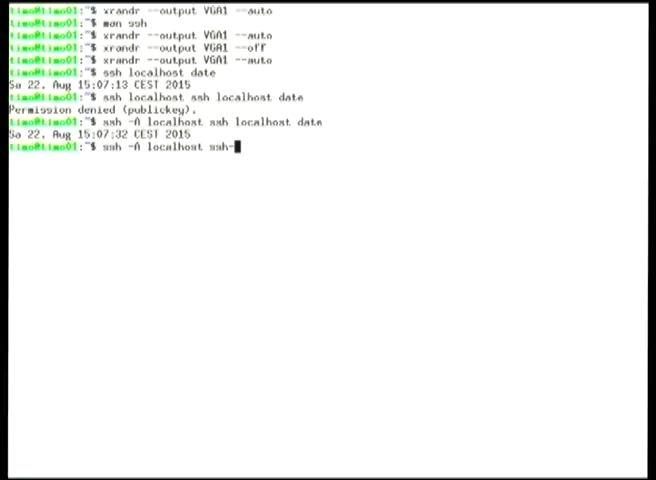 timo@timo01:~$ xrandr --output VGA1 --auto
timo@timo01:~$ man ssh
timo@timo01:~$ xrandr --output VGA1 --auto
timo@timo01:~$ xrandr --output VGA1 --off
timo@timo01:~$ xrandr --output VGA1 --auto
timo@timo01:~$ ssh localhost date
Sa 22. Aug 15:07:13 CEST 2015
timo@timo01:~$ ssh localhost ssh localhost date
Permission denied (publickey).
timo@timo01:~$ ssh -A localhost ssh localhost date
Sa 22. Aug 15:07:32 CEST 2015
timo@timo01:~$ ssh -A localhost ssh-